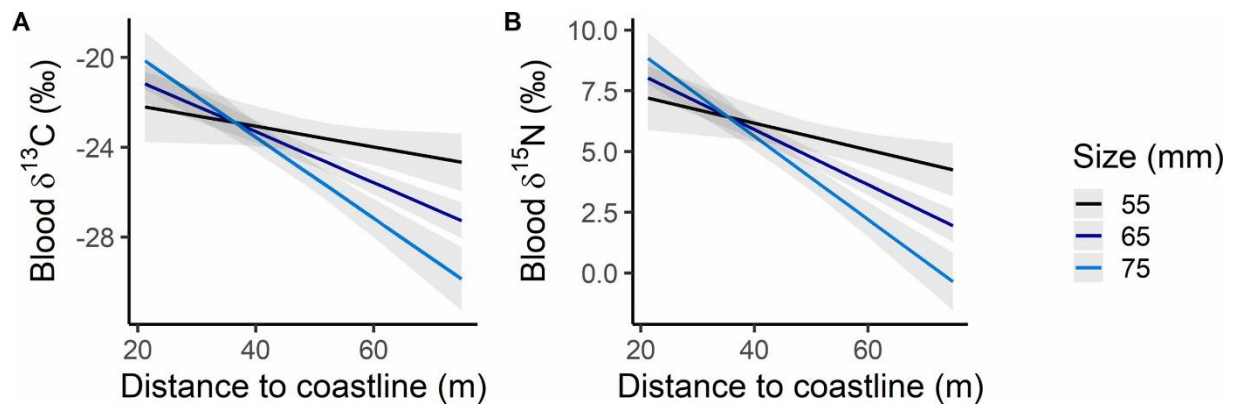 A
Blood δ¹³C (‰)
-20
-24
-28
20 40 60
Distance to coastline (m)
B
Blood δ¹⁵N (‰)
10.0
7.5
5.0
2.5
0.0
20 40 60
Distance to coastline (m)
Size (mm)
55
65
75